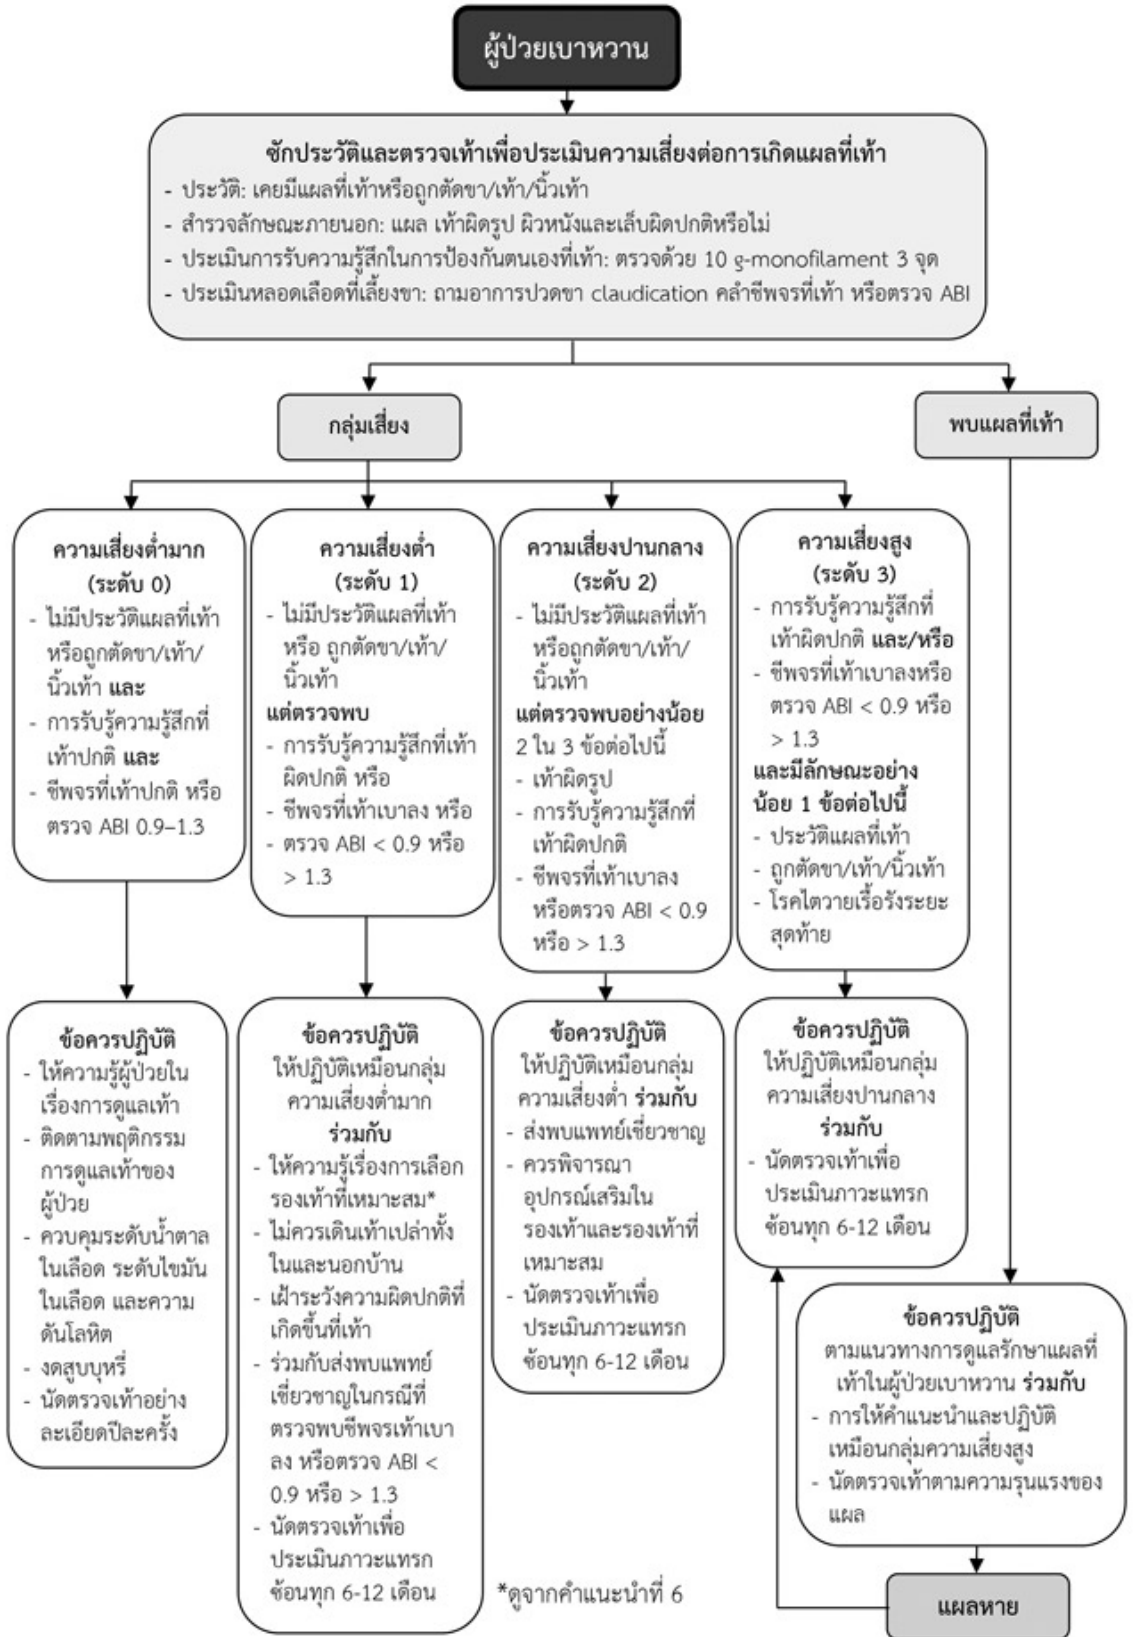 ผู้ป่วยเบาหวาน
ซักประวัติและตรวจเท้าเพื่อประเมินความเสี่ยงต่อการเกิดแผลที่เท้า
- ประวัติ: เคยมีแผลที่เท้าหรือถูกตัดขา/เท้า/นิ้วเท้า
- สำรวจลักษณะภายนอก: แผล เท้าผิดรูป ผิวหนังและเล็บผิดปกติหรือไม่
- ประเมินการรับความรู้สึกในการป้องกันตนเองที่เท้า: ตรวจด้วย 10 g-monofilament 3 จุด
- ประเมินหลอดเลือดที่เลี้ยงขา: ถามอาการปวดขา claudication คลำชีพจรที่เท้า หรือตรวจ ABI
กลุ่มเสี่ยง
พบแผลที่เท้า
ความเสี่ยงต่ำมาก
(ระดับ 0)
- ไม่มีประวัติแผลที่เท้า
หรือถูกตัดขา/เท้า/
นิ้วเท้า และ
- การรับรู้ความรู้สึกที่
เท้าปกติ และ
- ชีพจรที่เท้าปกติ หรือ
ตรวจ ABI 0.9–1.3
ความเสี่ยงต่ำ
(ระดับ 1)
- ไม่มีประวัติแผลที่เท้า
หรือ ถูกตัดขา/เท้า/
นิ้วเท้า
แต่ตรวจพบ
- การรับรู้ความรู้สึกที่เท้า
ผิดปกติ หรือ
- ชีพจรที่เท้าเบาลง หรือ
- ตรวจ ABI < 0.9 หรือ
> 1.3
ความเสี่ยงปานกลาง
(ระดับ 2)
- ไม่มีประวัติแผลที่เท้า
หรือถูกตัดขา/เท้า/
นิ้วเท้า
แต่ตรวจพบอย่างน้อย
2 ใน 3 ข้อต่อไปนี้
- เท้าผิดรูป
- การรับรู้ความรู้สึกที่
เท้าผิดปกติ
- ชีพจรที่เท้าเบาลง
หรือตรวจ ABI < 0.9
หรือ > 1.3
ความเสี่ยงสูง
(ระดับ 3)
- การรับรู้ความรู้สึกที่
เท้าผิดปกติ และ/หรือ
- ชีพจรที่เท้าเบาลงหรือ
ตรวจ ABI < 0.9 หรือ
> 1.3
และมีลักษณะอย่าง
น้อย 1 ข้อต่อไปนี้
- ประวัติแผลที่เท้า
- ถูกตัดขา/เท้า/นิ้วเท้า
- โรคไตวายเรื้อรังระยะ
สุดท้าย
ข้อควรปฏิบัติ
- ให้ความรู้ผู้ป่วยใน
เรื่องการดูแลเท้า
- ติดตามพฤติกรรม
การดูแลเท้าของ
ผู้ป่วย
- ควบคุมระดับน้ำตาล
ในเลือด ระดับไขมัน
ในเลือด และความ
ดันโลหิต
- งดสูบบุหรี่
- นัดตรวจเท้าอย่าง
ละเอียดปีละครั้ง
ข้อควรปฏิบัติ
ให้ปฏิบัติเหมือนกลุ่ม
ความเสี่ยงต่ำมาก
ร่วมกับ
- ให้ความรู้เรื่องการเลือก
รองเท้าที่เหมาะสม*
- ไม่ควรเดินเท้าเปล่าทั้ง
ในและนอกบ้าน
- เฝ้าระวังความผิดปกติที่
เกิดขึ้นที่เท้า
- ร่วมกับส่งพบแพทย์
เชี่ยวชาญในกรณีที่
ตรวจพบชีพจรเท้าเบา
ลง หรือตรวจ ABI <
0.9 หรือ > 1.3
- นัดตรวจเท้าเพื่อ
ประเมินภาวะแทรก
ซ้อนทุก 6-12 เดือน
ข้อควรปฏิบัติ
ให้ปฏิบัติเหมือนกลุ่ม
ความเสี่ยงต่ำ ร่วมกับ
- ส่งพบแพทย์เชี่ยวชาญ
- ควรพิจารณา
อุปกรณ์เสริมใน
รองเท้าและรองเท้าที่
เหมาะสม
- นัดตรวจเท้าเพื่อ
ประเมินภาวะแทรก
ซ้อนทุก 6-12 เดือน
ข้อควรปฏิบัติ
ให้ปฏิบัติเหมือนกลุ่ม
ความเสี่ยงปานกลาง
ร่วมกับ
- นัดตรวจเท้าเพื่อ
ประเมินภาวะแทรก
ซ้อนทุก 6-12 เดือน
ข้อควรปฏิบัติ
ตามแนวทางการดูแลรักษาแผลที่
เท้าในผู้ป่วยเบาหวาน ร่วมกับ
- การให้คำแนะนำและปฏิบัติ
เหมือนกลุ่มความเสี่ยงสูง
- นัดตรวจเท้าตามความรุนแรงของ
แผล
*ดูจากคำแนะนำที่ 6
แผลหาย